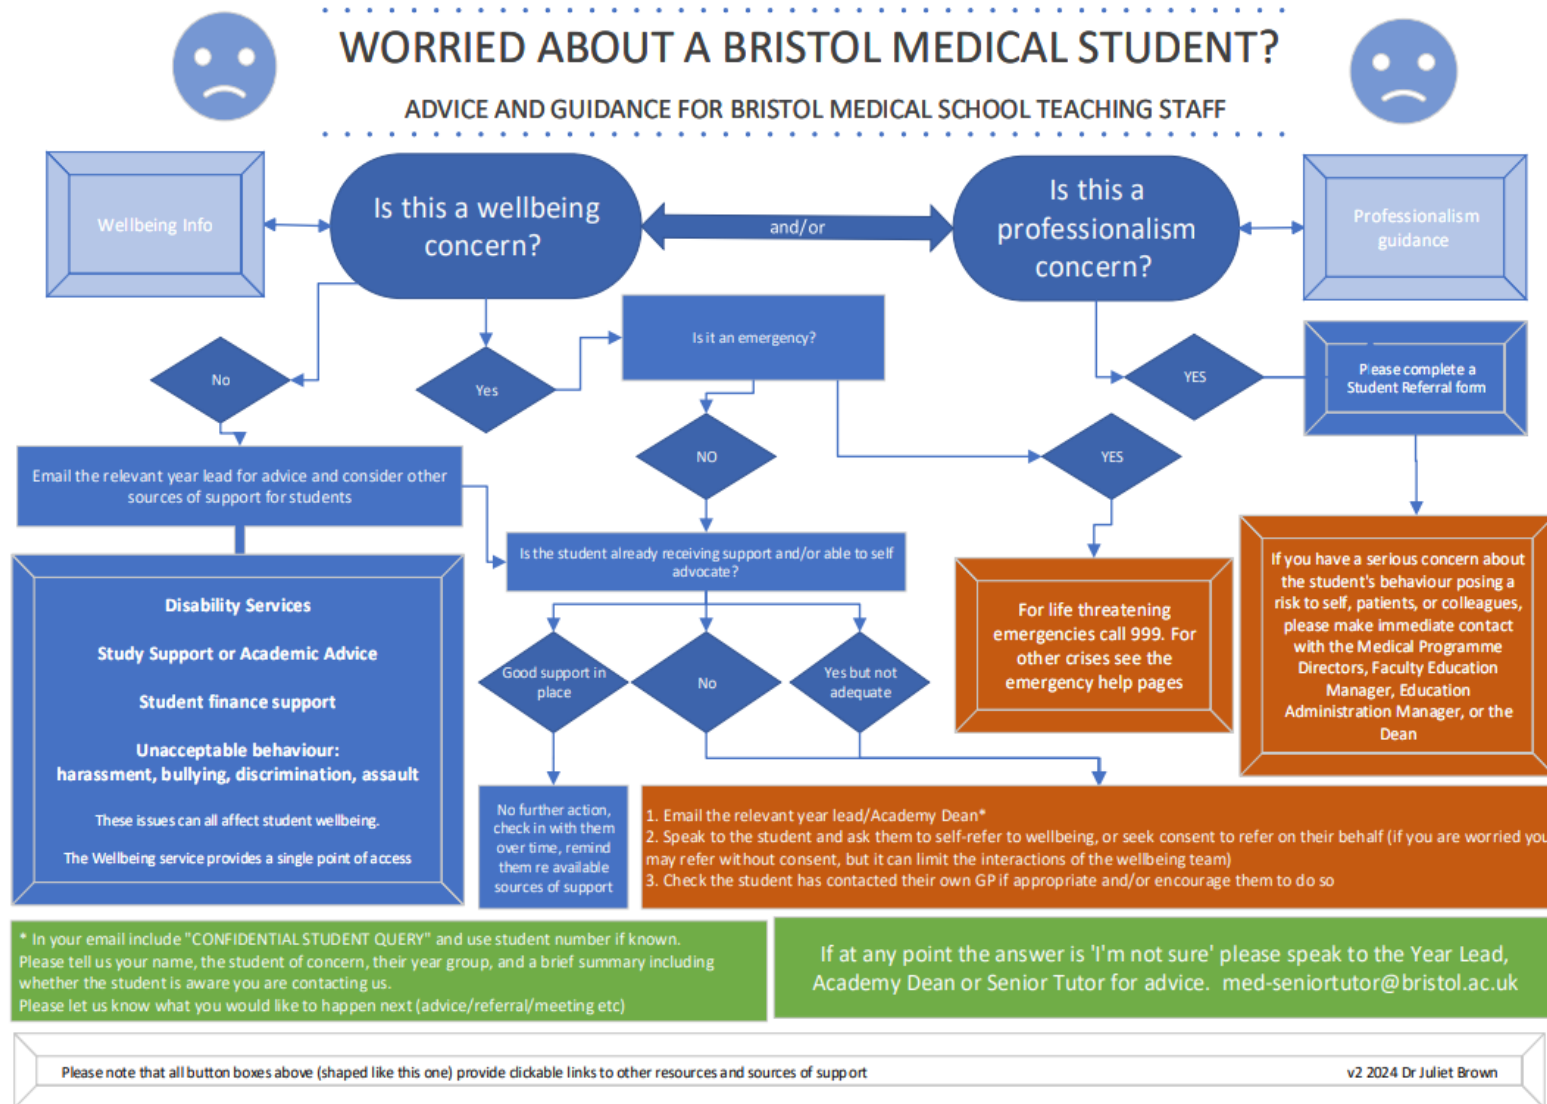 WORRIED ABOUT A BRISTOL MEDICAL STUDENT?
ADVICE AND GUIDANCE FOR BRISTOL MEDICAL SCHOOL TEACHING STAFF
Wellbeing Info
Is this a wellbeing
concern?
and/or
Is this a
professionalism
concern?
Professionalism
guidance
Is it an emergency?
No
Yes
YES
Please complete a
Student Referral form
NO
YES
Email the relevant year lead for advice and consider other
sources of support for students
Is the student already receiving support and/or able to self
advocate?
Disability Services
Study Support or Academic Advice
Student finance support
Unacceptable behaviour:
harassment, bullying, discrimination, assault
These issues can all affect student wellbeing.
The Wellbeing service provides a single point of access
Good support in
place
No
Yes but not
adequate
For life threatening
emergencies call 999. For
other crises see the
emergency help pages
If you have a serious concern about
the student's behaviour posing a
risk to self, patients, or colleagues,
please make immediate contact
with the Medical Programme
Directors, Faculty Education
Manager, Education
Administration Manager, or the
Dean
No further action,
check in with them
over time, remind
them re available
sources of support
1. Email the relevant year lead/Academy Dean*
2. Speak to the student and ask them to self-refer to wellbeing, or seek consent to refer on their behalf (if you are worried you
may refer without consent, but it can limit the interactions of the wellbeing team)
3. Check the student has contacted their own GP if appropriate and/or encourage them to do so
* In your email include "CONFIDENTIAL STUDENT QUERY" and use student number if known.
Please tell us your name, the student of concern, their year group, and a brief summary including
whether the student is aware you are contacting us.
Please let us know what you would like to happen next (advice/referral/meeting etc)
If at any point the answer is 'I'm not sure' please speak to the Year Lead,
Academy Dean or Senior Tutor for advice. med-seniortutor@bristol.ac.uk
Please note that all button boxes above (shaped like this one) provide clickable links to other resources and sources of support
v2 2024 Dr Juliet Brown